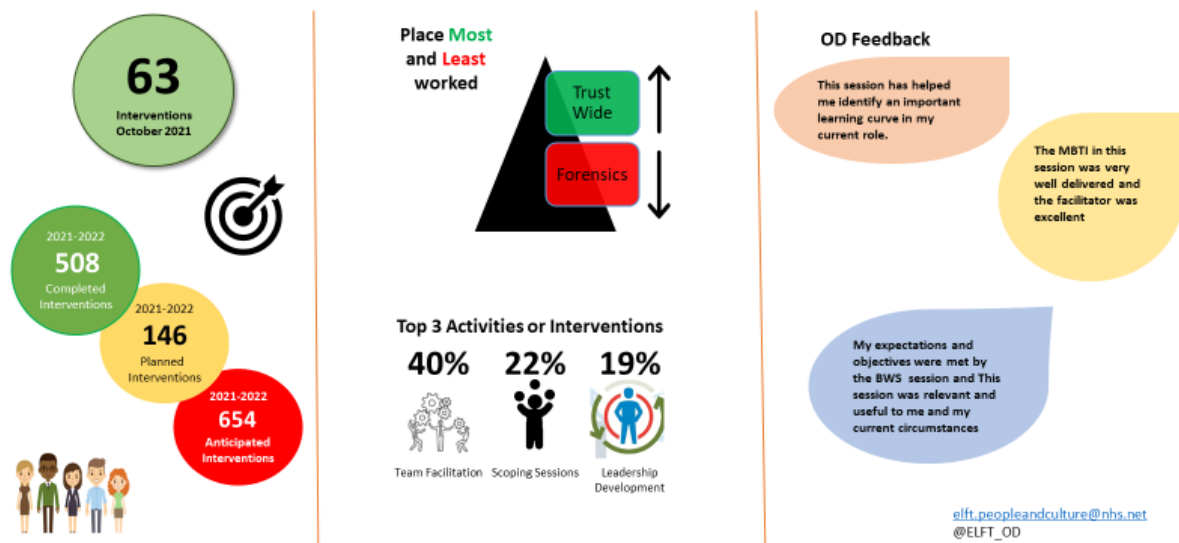 63
Interventions
October 2021
2021-2022
508
Completed
Interventions
2021-2022
146
Planned
Interventions
2021-2022
654
Anticipated
Interventions
Place Most
and Least
worked
Trust
Wide
Forensics
Top 3 Activities or Interventions
40%
22%
19%
Team Facilitation
Scoping Sessions
Leadership
Development
OD Feedback
This session has helped
me identify an important
learning curve in my
current role.
The MBTI in this
session was very
well delivered and
the facilitator was
excellent
My expectations and
objectives were met by
the BWS session and This
session was relevant and
useful to me and my
current circumstances
elft.peopleandculture@nhs.net
@ELFT_OD